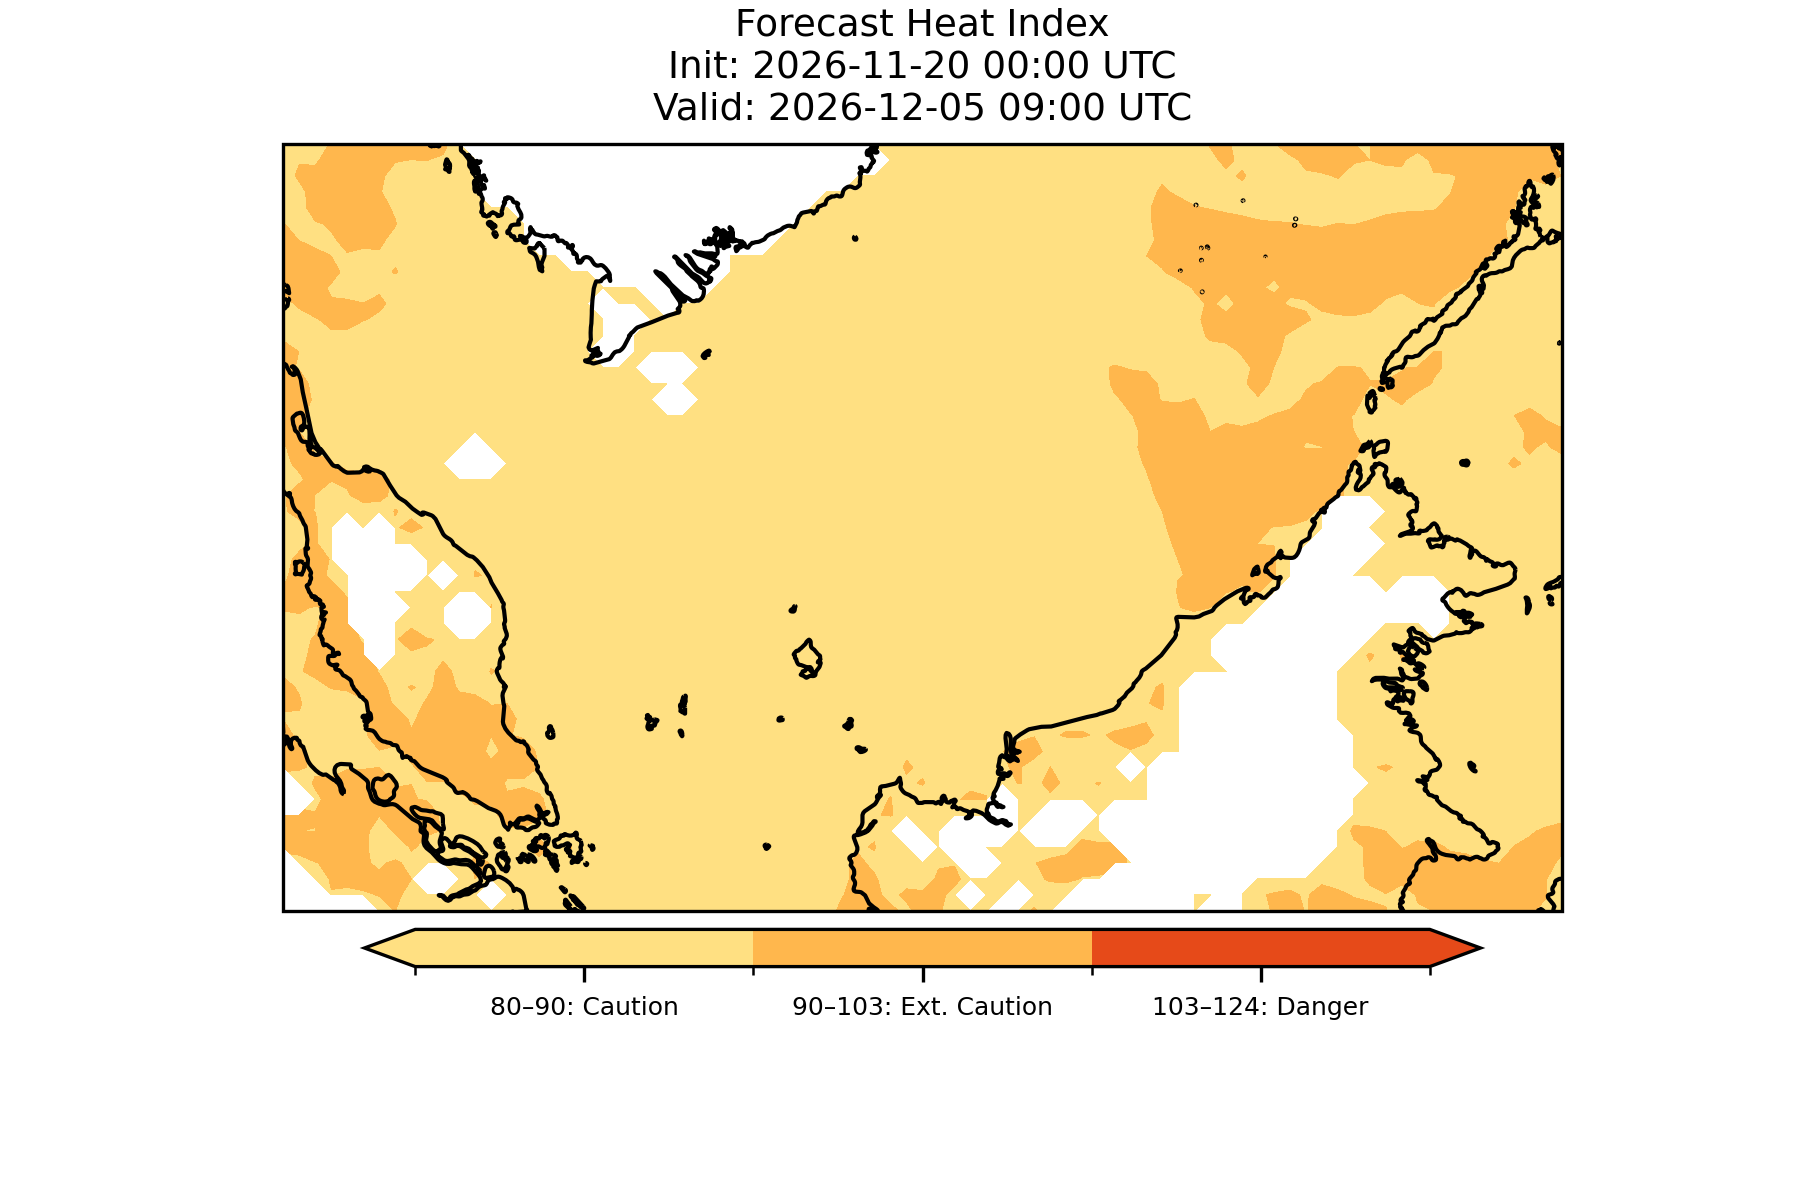 Forecast Heat Index
Init: 2026-11-20 00:00 UTC
Valid: 2026-12-05 09:00 UTC
80–90: Caution
90–103: Ext. Caution
103–124: Danger